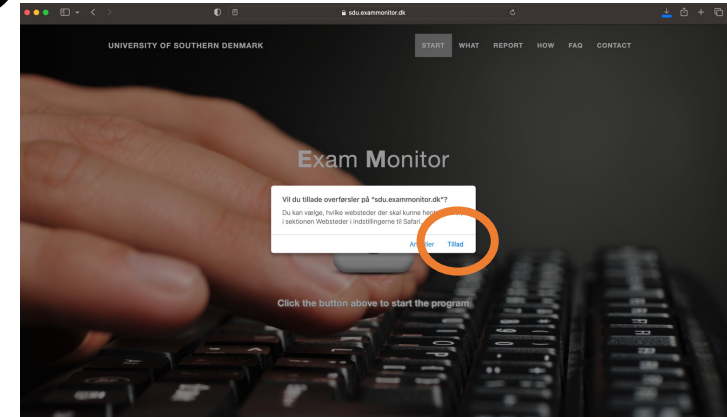 sdu.exammonitor.dk
UNIVERSITY OF SOUTHERN DENMARK
START WHAT REPORT HOW FAQ CONTACT
Exam Monitor
Vil du tillade overførsler på "sdu.exammonitor.dk"?
Du kan vælge, hvilke websteder der skal kunne
i sektionen Websteder i indstillingerne til Safari.
Tillad
Click the button above to start the program